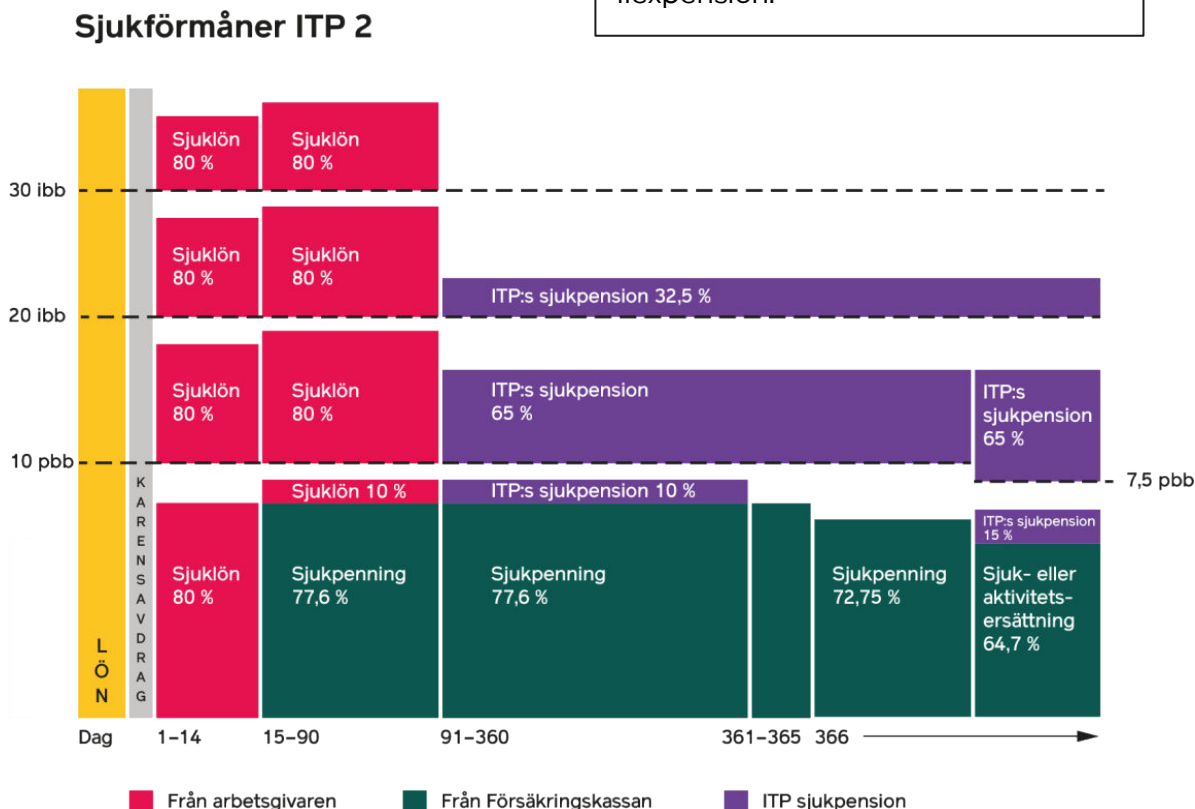 flexpension.
Sjukförmåner ITP 2
Sjuklön
80 %
Sjuklön
80 %
30 ibb
Sjuklön
80 %
Sjuklön
80 %
ITP:s sjukpension 32,5 %
20 ibb
Sjuklön
80 %
Sjuklön
80 %
ITP:s sjukpension
65 %
ITP:s
sjukpension
65 %
10 pbb
7,5 pbb
KARENSAVDRAG
Sjuklön 10 %
ITP:s sjukpension 10 %
ITP:s sjukpension
15 %
Sjuklön
80 %
Sjukpenning
77,6 %
Sjukpenning
77,6 %
Sjukpenning
72,75 %
Sjuk- eller
aktivitets-
ersättning
64,7 %
LÖN
Dag 1–14 15–90 91–360 361–365 366
Från arbetsgivaren Från Försäkringskassan ITP sjukpension